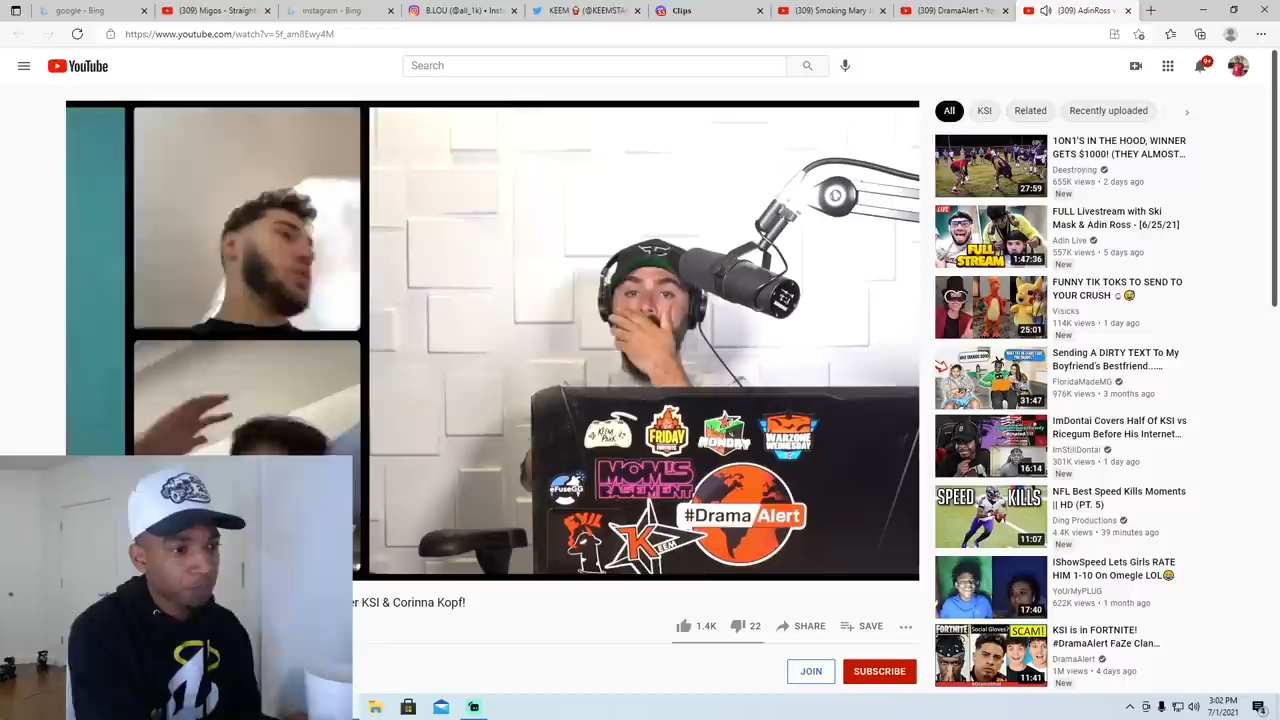 google - Bing
(309) Migos - Straight
instagram - Bing
B.LOU (@all_1k) • Inst
KEEM 🍿 (@KEEMSTA
Clips
(309) Smoking Mary J
(309) DramaAlert - Yo
(309) AdinRoss v
https://www.youtube.com/watch?v=5f_am8Ewy4M
YouTube
Search
9+
All
KSI
Related
Recently uploaded
1ON1'S IN THE HOOD, WINNER
GETS $1000! (THEY ALMOST...
Deestroying
655K views • 2 days ago
New
27:59
FULL Livestream with Ski
Mask & Adin Ross - [6/25/21]
Adin Live
557K views • 5 days ago
New
LIVE
FULL
STREAM
1:47:36
FUNNY TIK TOKS TO SEND TO
YOUR CRUSH ☺😅
Visicks
114K views • 1 day ago
New
25:01
Sending A DIRTY TEXT To My
Boyfriend's Bestfriend......
FloridaMadeMG
976K views • 3 months ago
31:47
ImDontai Covers Half Of KSI vs
Ricegum Before His Internet...
ImStillDontai
301K views • 1 day ago
New
16:14
NFL Best Speed Kills Moments
|| HD (PT. 5)
Ding Productions
4.4K views • 39 minutes ago
New
SPEED KILLS
11:07
IShowSpeed Lets Girls RATE
HIM 1-10 On Omegle LOL😂
YoUrMyPLUG
622K views • 1 month ago
17:40
KSI is in FORTNITE!
#DramaAlert FaZe Clan...
DramaAlert
1M views • 4 days ago
New
FORTNITE
Social Gloves
SCAM!
11:41
KEEM
PARK
FRIDAY
MONDAY
WARZONE
WEDNESDAY
eFuseGG
MOM'S
BASEMENT
#DramaAlert
K
KEEM
er KSI & Corinna Kopf!
1.4K
22
SHARE
SAVE
JOIN
SUBSCRIBE
3:02 PM
7/1/2021
4